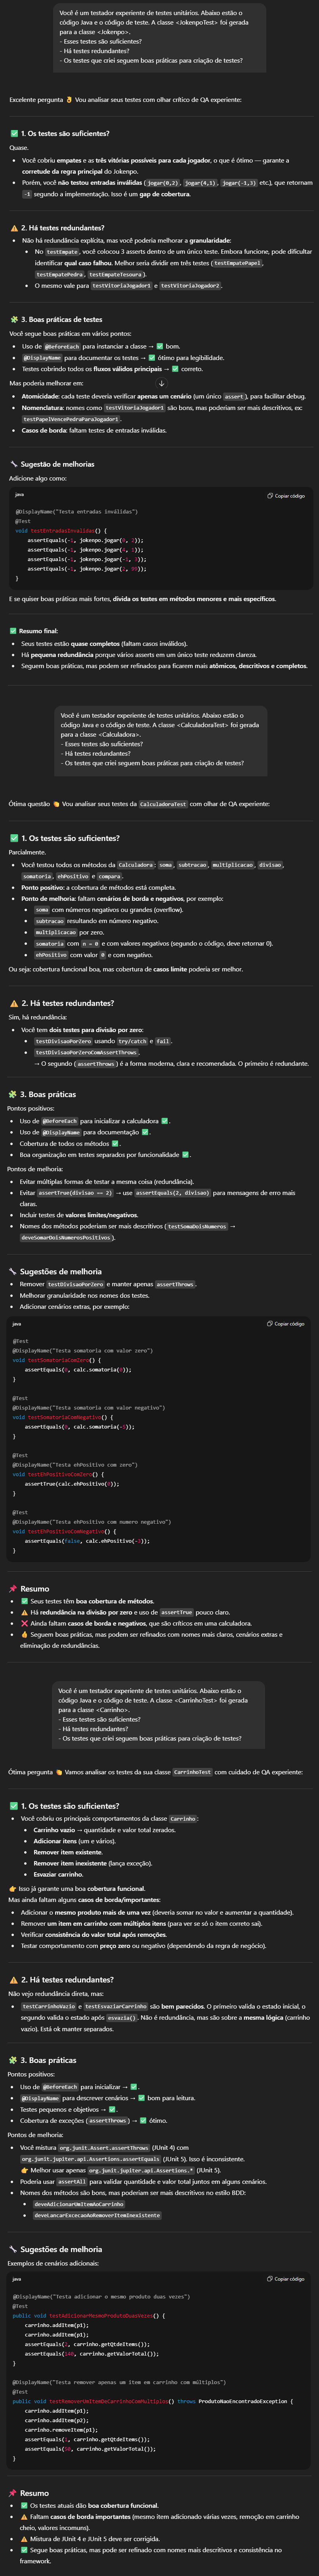 Você é um testador experiente de testes unitários. Abaixo estão o
código Java e o código de teste. A classe <JokenpoTest> foi gerada
para a classe <Jokenpo>.
- Esses testes são suficientes?
- Há testes redundantes?
- Os testes que criei seguem boas práticas para criação de testes?
Excelente pergunta 👌 Vou analisar seus testes com olhar crítico de QA experiente:
✅ 1. Os testes são suficientes?
Quase.
• Você cobriu empates e as três vitórias possíveis para cada jogador, o que é ótimo — garante a
corretude da regra principal do Jokenpo.
• Porém, você não testou entradas inválidas (jogar(0,2), jogar(4,1), jogar(-1,3) etc.), que retornam
-1 segundo a implementação. Isso é um gap de cobertura.
⚠️ 2. Há testes redundantes?
• Não há redundância explícita, mas você poderia melhorar a granularidade:
• No testEmpate, você colocou 3 asserts dentro de um único teste. Embora funcione, pode dificultar
identificar qual caso falhou. Melhor seria dividir em três testes (testEmpatePapel,
testEmpatePedra, testEmpateTesoura).
• O mesmo vale para testVitoriaJogador1 e testVitoriaJogador2.
🧩 3. Boas práticas de testes
Você segue boas práticas em vários pontos:
• Uso de @BeforeEach para instanciar a classe → ✅ bom.
• @DisplayName para documentar os testes → ✅ ótimo para legibilidade.
• Testes cobrindo todos os fluxos válidos principais → ✅ correto.
Mas poderia melhorar em:
• Atomicidade: cada teste deveria verificar apenas um cenário (um único assert), para facilitar debug.
• Nomenclatura: nomes como testVitoriaJogador1 são bons, mas poderiam ser mais descritivos, ex:
testPapelVencePedraParaJogador1.
• Casos de borda: faltam testes de entradas inválidas.
🔧 Sugestão de melhorias
Adicione algo como:
java
Copiar código
@DisplayName("Testa entradas inválidas")
@Test
void testEntradasInvalidas() {
assertEquals(-1, jokenpo.jogar(0, 2));
assertEquals(-1, jokenpo.jogar(4, 1));
assertEquals(-1, jokenpo.jogar(-1, 3));
assertEquals(-1, jokenpo.jogar(2, 99));
}
E se quiser boas práticas mais fortes, divida os testes em métodos menores e mais específicos.
✅ Resumo final:
• Seus testes estão quase completos (faltam casos inválidos).
• Há pequena redundância porque vários asserts em um único teste reduzem clareza.
• Seguem boas práticas, mas podem ser refinados para ficarem mais atômicos, descritivos e completos.
Você é um testador experiente de testes unitários. Abaixo estão o
código Java e o código de teste. A classe <CalculadoraTest> foi gerada
para a classe <Calculadora>.
- Esses testes são suficientes?
- Há testes redundantes?
- Os testes que criei seguem boas práticas para criação de testes?
Ótima questão 👏 Vou analisar seus testes da CalculadoraTest com olhar de QA experiente:
✅ 1. Os testes são suficientes?
Parcialmente.
• Você testou todos os métodos da Calculadora: soma, subtracao, multiplicacao, divisao,
somatoria, ehPositivo e compara.
• Ponto positivo: a cobertura de métodos está completa.
• Ponto de melhoria: faltam cenários de borda e negativos, por exemplo:
• soma com números negativos ou grandes (overflow).
• subtracao resultando em número negativo.
• multiplicacao por zero.
• somatoria com n = 0 e com valores negativos (segundo o código, deve retornar 0).
• ehPositivo com valor 0 e com negativo.
Ou seja: cobertura funcional boa, mas cobertura de casos limite poderia ser melhor.
⚠️ 2. Há testes redundantes?
Sim, há redundância:
• Você tem dois testes para divisão por zero:
• testDivisaoPorZero usando try/catch e fail.
• testDivisaoPorZeroComAssertThrows.
→ O segundo (assertThrows) é a forma moderna, clara e recomendada. O primeiro é redundante.
🧩 3. Boas práticas
Pontos positivos:
• Uso de @BeforeEach para inicializar a calculadora ✅.
• Uso de @DisplayName para documentação ✅.
• Cobertura de todos os métodos ✅.
• Boa organização em testes separados por funcionalidade ✅.
Pontos de melhoria:
• Evitar múltiplas formas de testar a mesma coisa (redundância).
• Evitar assertTrue(divisao == 2) → use assertEquals(2, divisao) para mensagens de erro mais
claras.
• Incluir testes de valores limites/negativos.
• Nomes dos métodos poderiam ser mais descritivos (testSomaDoisNumeros →
deveSomarDoisNumerosPositivos).
🔧 Sugestões de melhoria
• Remover testDivisaoPorZero e manter apenas assertThrows.
• Melhorar granularidade nos nomes dos testes.
• Adicionar cenários extras, por exemplo:
java
Copiar código
@Test
@DisplayName("Testa somatoria com valor zero")
void testSomatoriaComZero() {
assertEquals(0, calc.somatoria(0));
}
@Test
@DisplayName("Testa somatoria com valor negativo")
void testSomatoriaComNegativo() {
assertEquals(0, calc.somatoria(-5));
}
@Test
@DisplayName("Testa ehPositivo com zero")
void testEhPositivoComZero() {
assertTrue(calc.ehPositivo(0));
}
@Test
@DisplayName("Testa ehPositivo com numero negativo")
void testEhPositivoComNegativo() {
assertEquals(false, calc.ehPositivo(-1));
}
📌 Resumo
• ✅ Seus testes têm boa cobertura de métodos.
• ⚠️ Há redundância na divisão por zero e uso de assertTrue pouco claro.
• ❌ Ainda faltam casos de borda e negativos, que são críticos em uma calculadora.
• 👍 Seguem boas práticas, mas podem ser refinados com nomes mais claros, cenários extras e
eliminação de redundâncias.
Você é um testador experiente de testes unitários. Abaixo estão o
código Java e o código de teste. A classe <CarrinhoTest> foi gerada
para a classe <Carrinho>.
- Esses testes são suficientes?
- Há testes redundantes?
- Os testes que criei seguem boas práticas para criação de testes?
Ótima pergunta 👏 Vamos analisar os testes da sua classe CarrinhoTest com cuidado de QA experiente:
✅ 1. Os testes são suficientes?
• Você cobriu os principais comportamentos da classe Carrinho:
• Carrinho vazio → quantidade e valor total zerados.
• Adicionar itens (um e vários).
• Remover item existente.
• Remover item inexistente (lança exceção).
• Esvaziar carrinho.
👉 Isso já garante uma boa cobertura funcional.
Mas ainda faltam alguns casos de borda/importantes:
• Adicionar o mesmo produto mais de uma vez (deveria somar no valor e aumentar a quantidade).
• Remover um item em carrinho com múltiplos itens (para ver se só o item correto sai).
• Verificar consistência do valor total após remoções.
• Testar comportamento com preço zero ou negativo (dependendo da regra de negócio).
⚠️ 2. Há testes redundantes?
Não vejo redundância direta, mas:
• testCarrinhoVazio e testEsvaziarCarrinho são bem parecidos. O primeiro valida o estado inicial, o
segundo valida o estado após esvazia(). Não é redundância, mas são sobre a mesma lógica (carrinho
vazio). Está ok manter separados.
🧩 3. Boas práticas
Pontos positivos:
• Uso de @BeforeEach para inicializar → ✅.
• @DisplayName para descrever cenários → ✅ bom para leitura.
• Testes pequenos e objetivos → ✅.
• Cobertura de exceções (assertThrows) → ✅ ótimo.
Pontos de melhoria:
• Você mistura org.junit.Assert.assertThrows (JUnit 4) com
org.junit.jupiter.api.Assertions.assertEquals (JUnit 5). Isso é inconsistente.
👉 Melhor usar apenas org.junit.jupiter.api.Assertions.* (JUnit 5).
• Poderia usar assertAll para validar quantidade e valor total juntos em alguns cenários.
• Nomes dos métodos são bons, mas poderiam ser mais descritivos no estilo BDD:
• deveAdicionarUmItemAoCarrinho
• deveLancarExcecaoAoRemoverItemInexistente
🔧 Sugestões de melhoria
Exemplos de cenários adicionais:
java
Copiar código
@DisplayName("Testa adicionar o mesmo produto duas vezes")
@Test
public void testAdicionarMesmoProdutoDuasVezes() {
carrinho.addItem(p1);
carrinho.addItem(p1);
assertEquals(2, carrinho.getQtdeItems());
assertEquals(240, carrinho.getValorTotal());
}
@DisplayName("Testa remover apenas um item em carrinho com múltiplos")
@Test
public void testRemoverUmItemDeCarrinhoComMultiplos() throws ProdutoNaoEncontradoException {
carrinho.addItem(p1);
carrinho.addItem(p2);
carrinho.removeItem(p1);
assertEquals(1, carrinho.getQtdeItems());
assertEquals(50, carrinho.getValorTotal());
}
📌 Resumo
• ✅ Os testes atuais dão boa cobertura funcional.
• ⚠️ Faltam casos de borda importantes (mesmo item adicionado várias vezes, remoção em carrinho
cheio, valores incomuns).
• ⚠️ Mistura de JUnit 4 e JUnit 5 deve ser corrigida.
• ✅ Segue boas práticas, mas pode ser refinado com nomes mais descritivos e consistência no
framework.